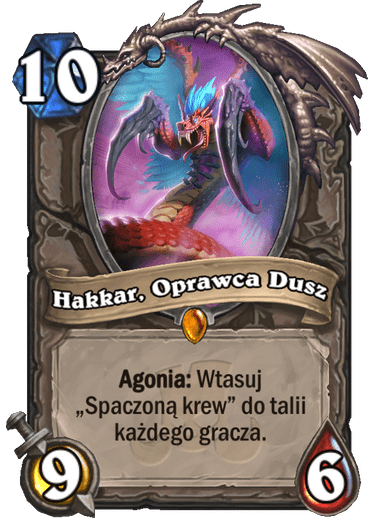 10
Hakkar, Oprawca Dusz
Agonia: Wtasuj
„Spaczoną krew” do talii
każdego gracza.
9
6